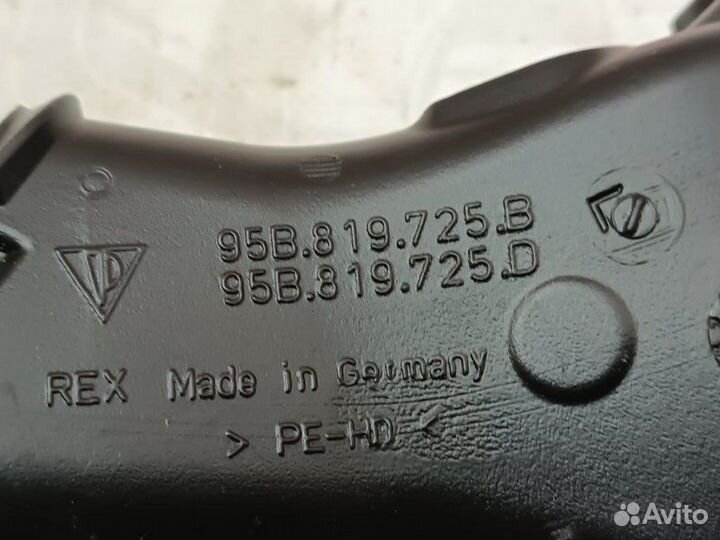 95B.819.725.B
95B.819.725.D
REX Made in Germany
> PE-HD <
Avito